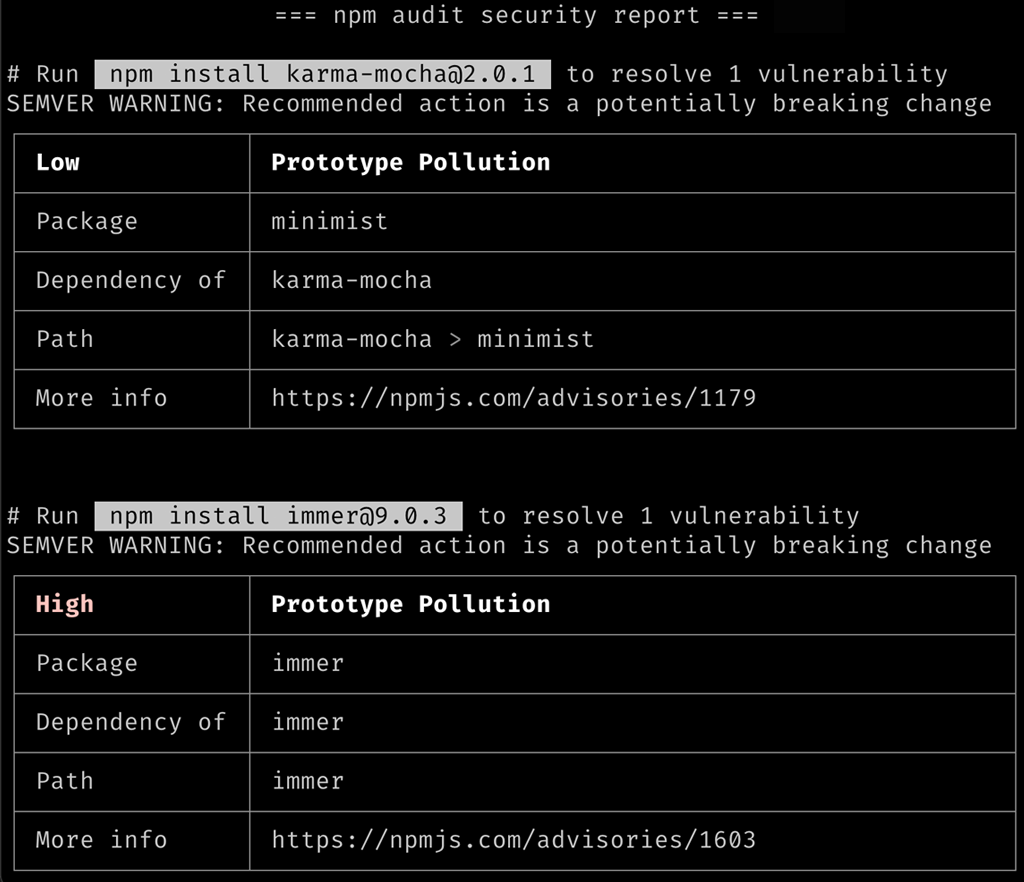 === npm audit security report ===
# Run npm install karma-mocha@2.0.1 to resolve 1 vulnerability
SEMVER WARNING: Recommended action is a potentially breaking change
Low Prototype Pollution
Package minimist
Dependency of karma-mocha
Path karma-mocha > minimist
More info https://npmjs.com/advisories/1179
# Run npm install immer@9.0.3 to resolve 1 vulnerability
SEMVER WARNING: Recommended action is a potentially breaking change
High Prototype Pollution
Package immer
Dependency of immer
Path immer
More info https://npmjs.com/advisories/1603